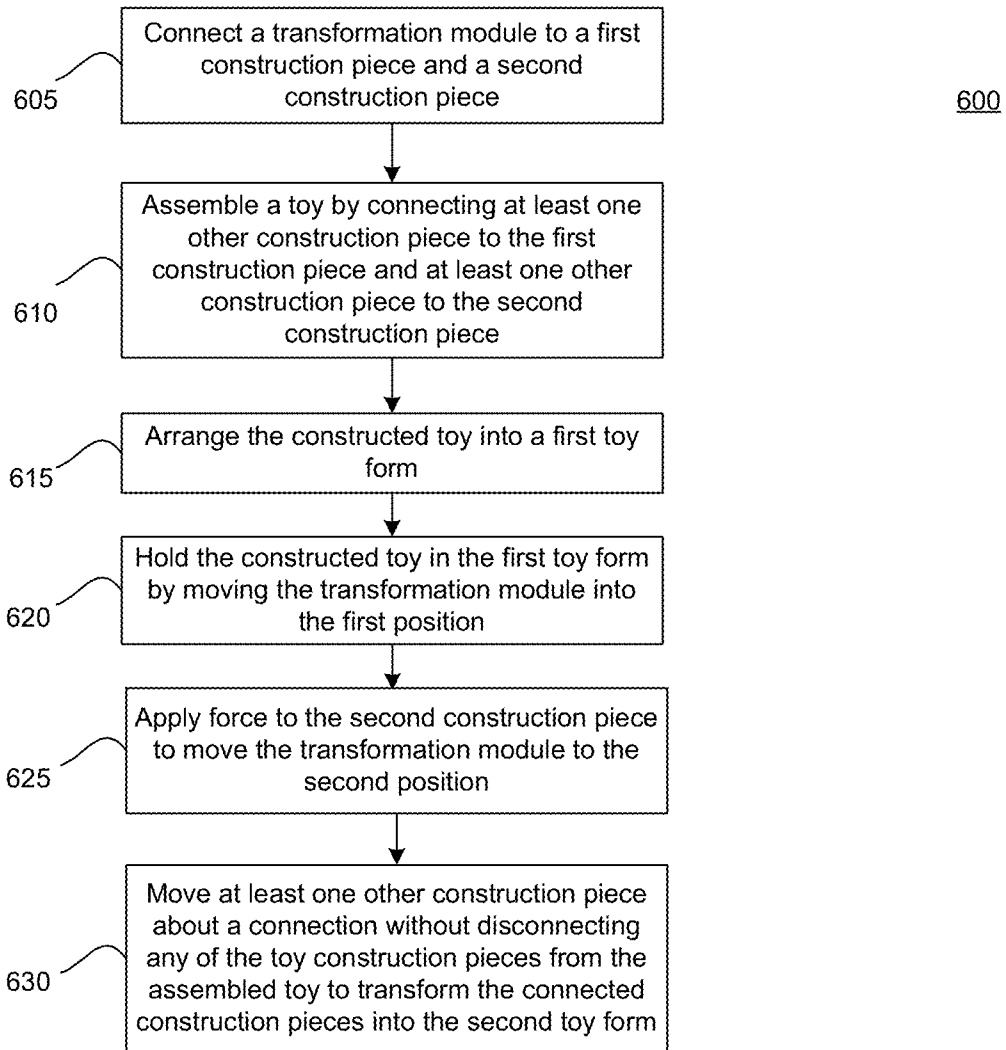 Connect a transformation module to a first
construction piece and a second
construction piece
605
600
Assemble a toy by connecting at least one
other construction piece to the first
construction piece and at least one other
construction piece to the second
construction piece
610
Arrange the constructed toy into a first toy
form
615
Hold the constructed toy in the first toy form
by moving the transformation module into
the first position
620
Apply force to the second construction piece
to move the transformation module to the
second position
625
Move at least one other construction piece
about a connection without disconnecting
any of the toy construction pieces from the
assembled toy to transform the connected
construction pieces into the second toy form
630